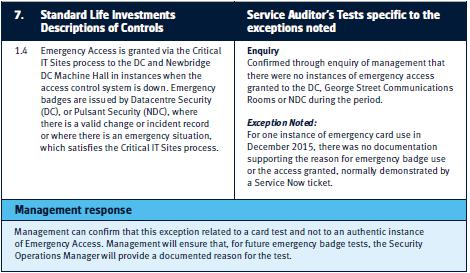 7. Standard Life Investments
Descriptions of Controls
Service Auditor's Tests specific to the
exceptions noted
1.4 Emergency Access is granted via the Critical
IT Sites process to the DC and Newbridge
DC Machine Hall in instances when the
access control system is down. Emergency
badges are issued by Datacentre Security
(DC), or Pulsant Security (NDC), where
there is a valid change or incident record
or where there is an emergency situation,
which satisfies the Critical IT Sites process.
Enquiry
Confirmed through enquiry of management that
there were no instances of emergency access
granted to the DC, George Street Communications
Rooms or NDC during the period.
Exception Noted:
For one instance of emergency card use in
December 2015, there was no documentation
supporting the reason for emergency badge use
or the access granted, normally demonstrated by
a Service Now ticket.
Management response
Management can confirm that this exception related to a card test and not to an authentic instance
of Emergency Access. Management will ensure that, for future emergency badge tests, the Security
Operations Manager will provide a documented reason for the test.